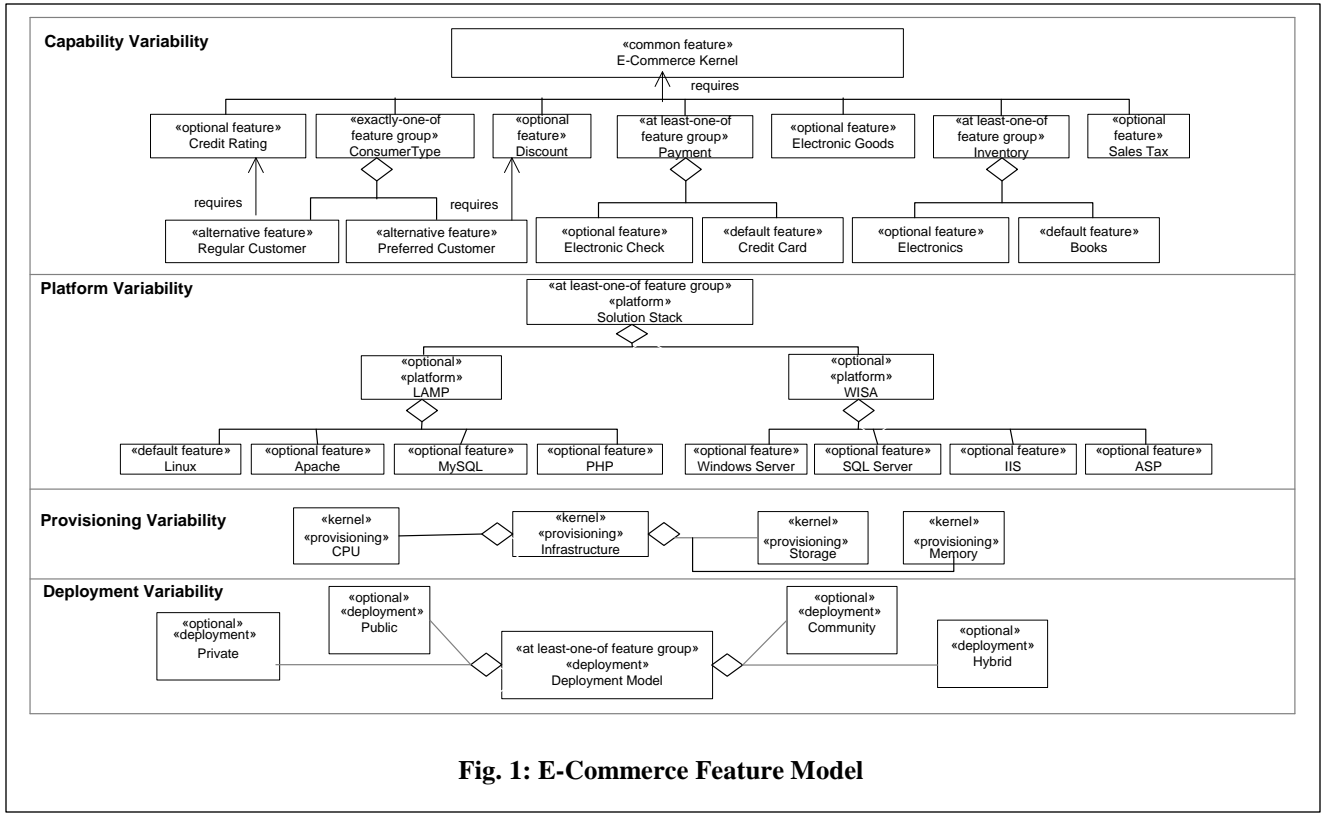 Capability Variability
«common feature»
E-Commerce Kernel
requires
«optional feature»
Credit Rating
«exactly-one-of
feature group»
ConsumerType
«optional
feature»
Discount
«at least-one-of
feature group»
Payment
«optional feature»
Electronic Goods
«at least-one-of
feature group»
Inventory
«optional
feature»
Sales Tax
requires
requires
«alternative feature»
Regular Customer
«alternative feature»
Preferred Customer
«optional feature»
Electronic Check
«default feature»
Credit Card
«optional feature»
Electronics
«default feature»
Books
Platform Variability
«at least-one-of feature group»
«platform»
Solution Stack
«optional»
«platform»
LAMP
«optional»
«platform»
WISA
«default feature»
Linux
«optional feature»
Apache
«optional feature»
MySQL
«optional feature»
PHP
«optional feature»
Windows Server
«optional feature»
SQL Server
«optional feature»
IIS
«optional feature»
ASP
Provisioning Variability
«kernel»
«provisioning»
CPU
«kernel»
«provisioning»
Infrastructure
«kernel»
«provisioning»
Storage
«kernel»
«provisioning»
Memory
Deployment Variability
«optional»
«deployment»
Private
«optional»
«deployment»
Public
«at least-one-of feature group»
«deployment»
Deployment Model
«optional»
«deployment»
Community
«optional»
«deployment»
Hybrid
Fig. 1: E-Commerce Feature Model